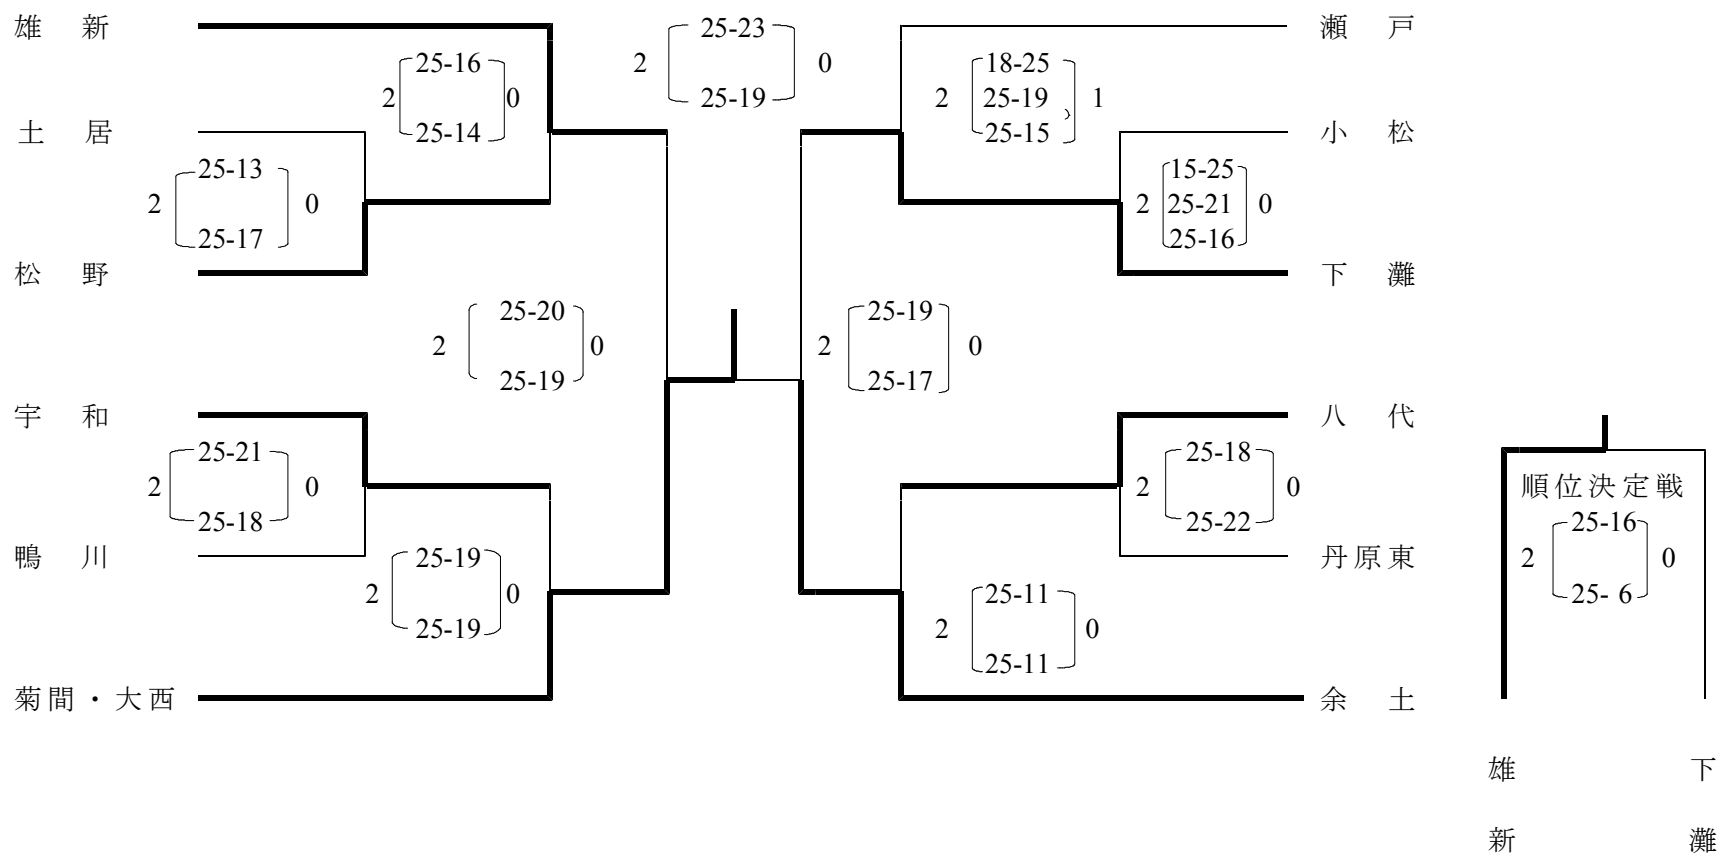 雄 新 25-23 瀬 戸
25-16 2 0 18-25
2 0 25-19 2 25-19 1
25-14 25-15
土 居 小 松
25-13 15-25
2 0 2 25-21 0
25-17 25-16
松 野 下 灘
25-20 25-19
2 0 2 0
25-19 25-17
宇 和 八 代
25-21 25-18
2 0 2 0 順位決定戦
25-18 25-22 25-16
鴨 川 25-19 丹原東 2 0
2 0 25-11 25- 6
25-19 2 0
25-11
菊間・大西 余 土
雄 下
新 灘